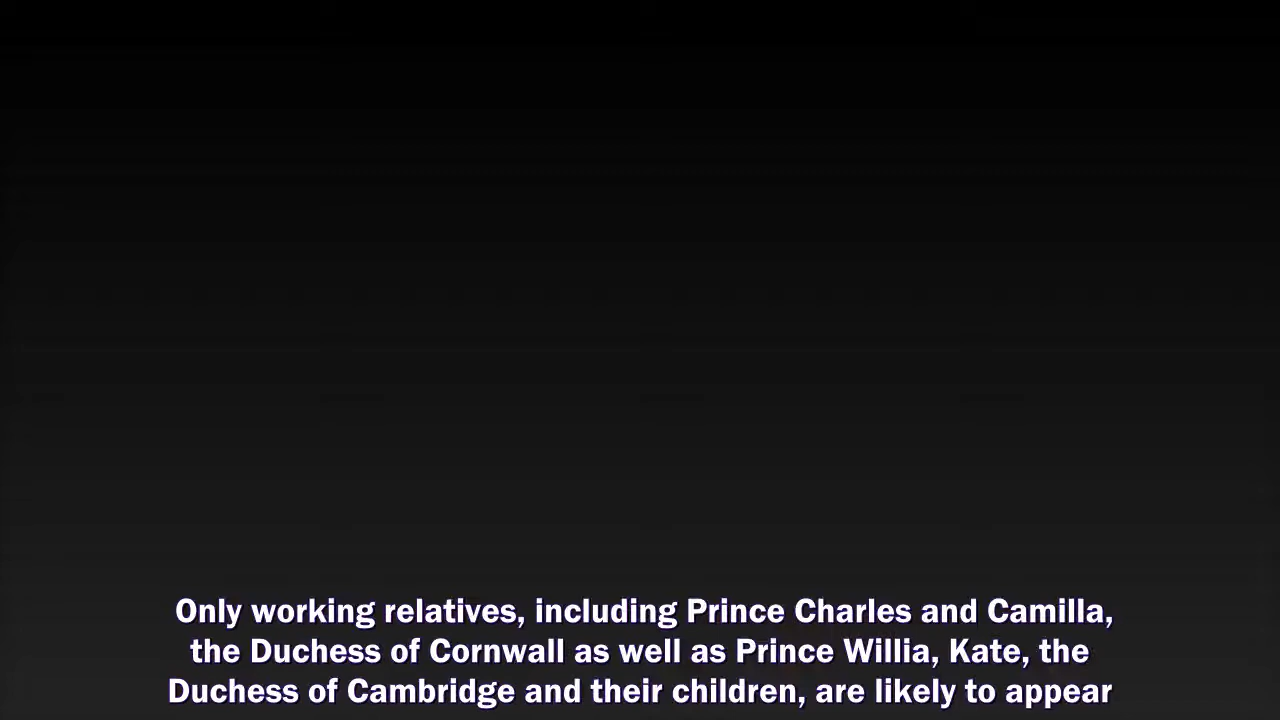 Only working relatives, including Prince Charles and Camilla,
the Duchess of Cornwall as well as Prince Willia, Kate, the
Duchess of Cambridge and their children, are likely to appear